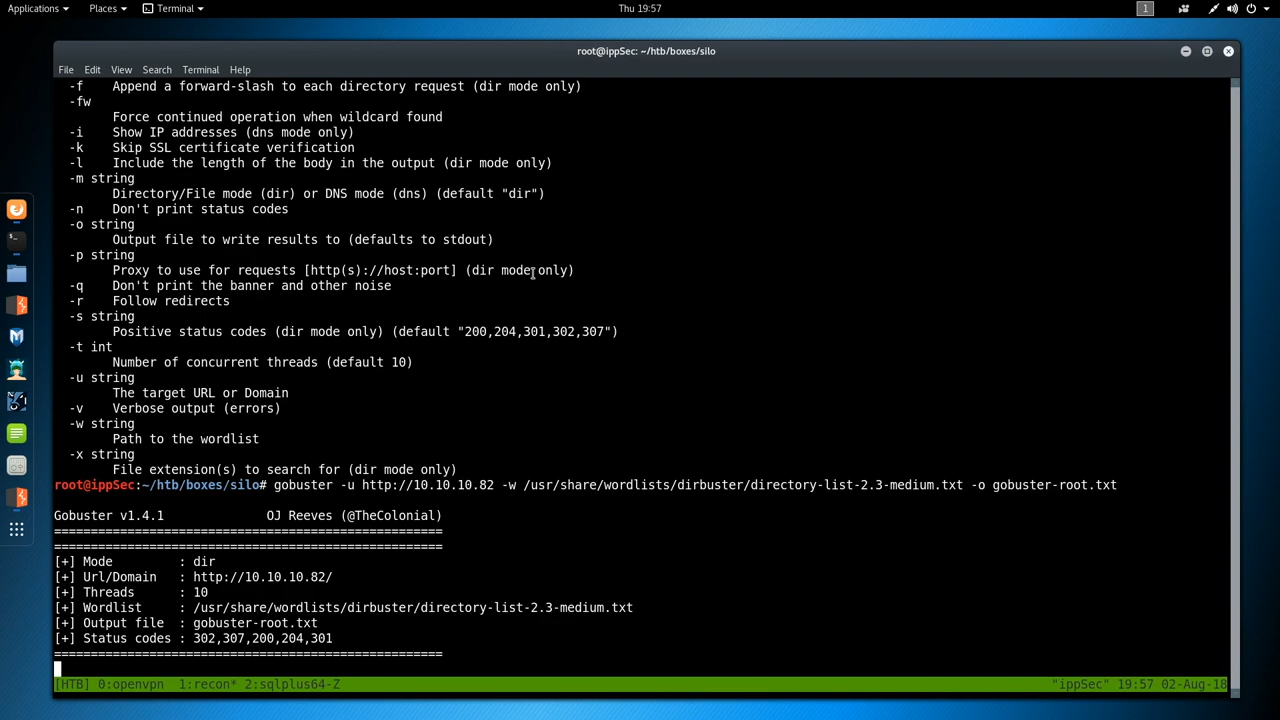 Applications Places Terminal Thu 19:57 1
root@ippSec: ~/htb/boxes/silo
File Edit View Search Terminal Help
-f Append a forward-slash to each directory request (dir mode only)
-fw
Force continued operation when wildcard found
-i Show IP addresses (dns mode only)
-k Skip SSL certificate verification
-l Include the length of the body in the output (dir mode only)
-m string
Directory/File mode (dir) or DNS mode (dns) (default "dir")
-n Don't print status codes
-o string
Output file to write results to (defaults to stdout)
-p string
Proxy to use for requests [http(s)://host:port] (dir mode only)
-q Don't print the banner and other noise
-r Follow redirects
-s string
Positive status codes (dir mode only) (default "200,204,301,302,307")
-t int
Number of concurrent threads (default 10)
-u string
The target URL or Domain
-v Verbose output (errors)
-w string
Path to the wordlist
-x string
File extension(s) to search for (dir mode only)
root@ippSec:~/htb/boxes/silo# gobuster -u http://10.10.10.82 -w /usr/share/wordlists/dirbuster/directory-list-2.3-medium.txt -o gobuster-root.txt
Gobuster v1.4.1 OJ Reeves (@TheColonial)
=====================================================
=====================================================
[+] Mode : dir
[+] Url/Domain : http://10.10.10.82/
[+] Threads : 10
[+] Wordlist : /usr/share/wordlists/dirbuster/directory-list-2.3-medium.txt
[+] Output file : gobuster-root.txt
[+] Status codes : 302,307,200,204,301
=====================================================
[HTB] 0:openvpn 1:recon* 2:sqlplus64-Z "ippSec" 19:57 02-Aug-18